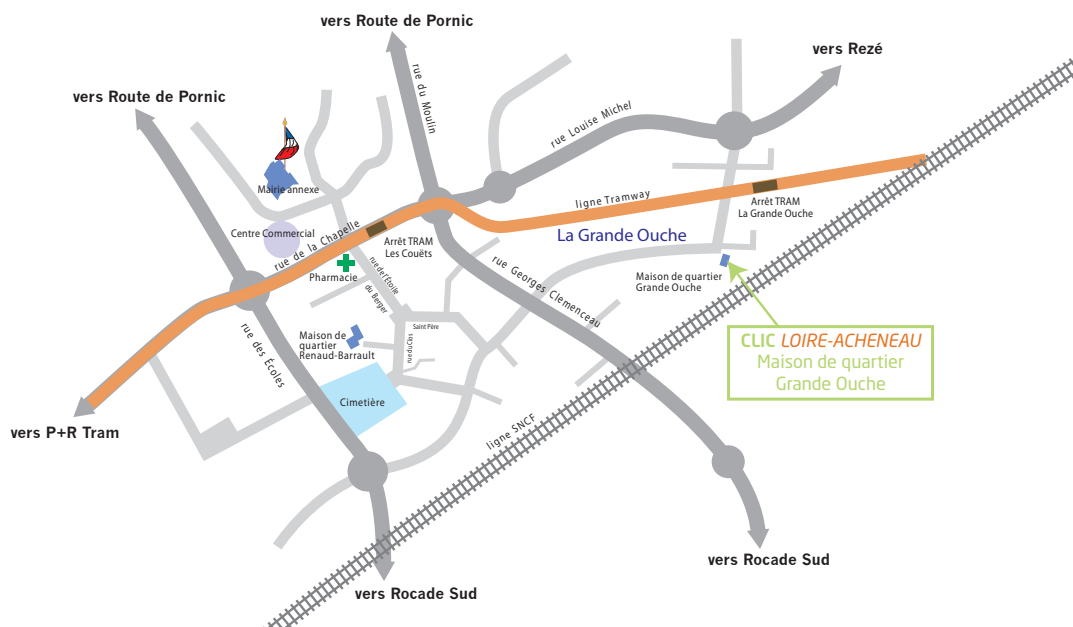 vers Route de Pornic
vers Rezé
vers Route de Pornic
rue du Moulin
rue Louise Michel
Mairie annexe
ligne Tramway
Arrêt TRAM
La Grande Ouche
Centre Commercial
rue de la Chapelle
Arrêt TRAM
Les Couëts
La Grande Ouche
Pharmacie
rue de l'Étoile
du Berger
rue Georges Clemenceau
Maison de quartier
Grande Ouche
rue des Écoles
Maison de
quartier
Renaud-Barrault
Saint Père
rue du Clos
CLIC LOIRE-ACHENEAU
Maison de quartier
Grande Ouche
Cimetière
vers P+R Tram
ligne SNCF
vers Rocade Sud
vers Rocade Sud